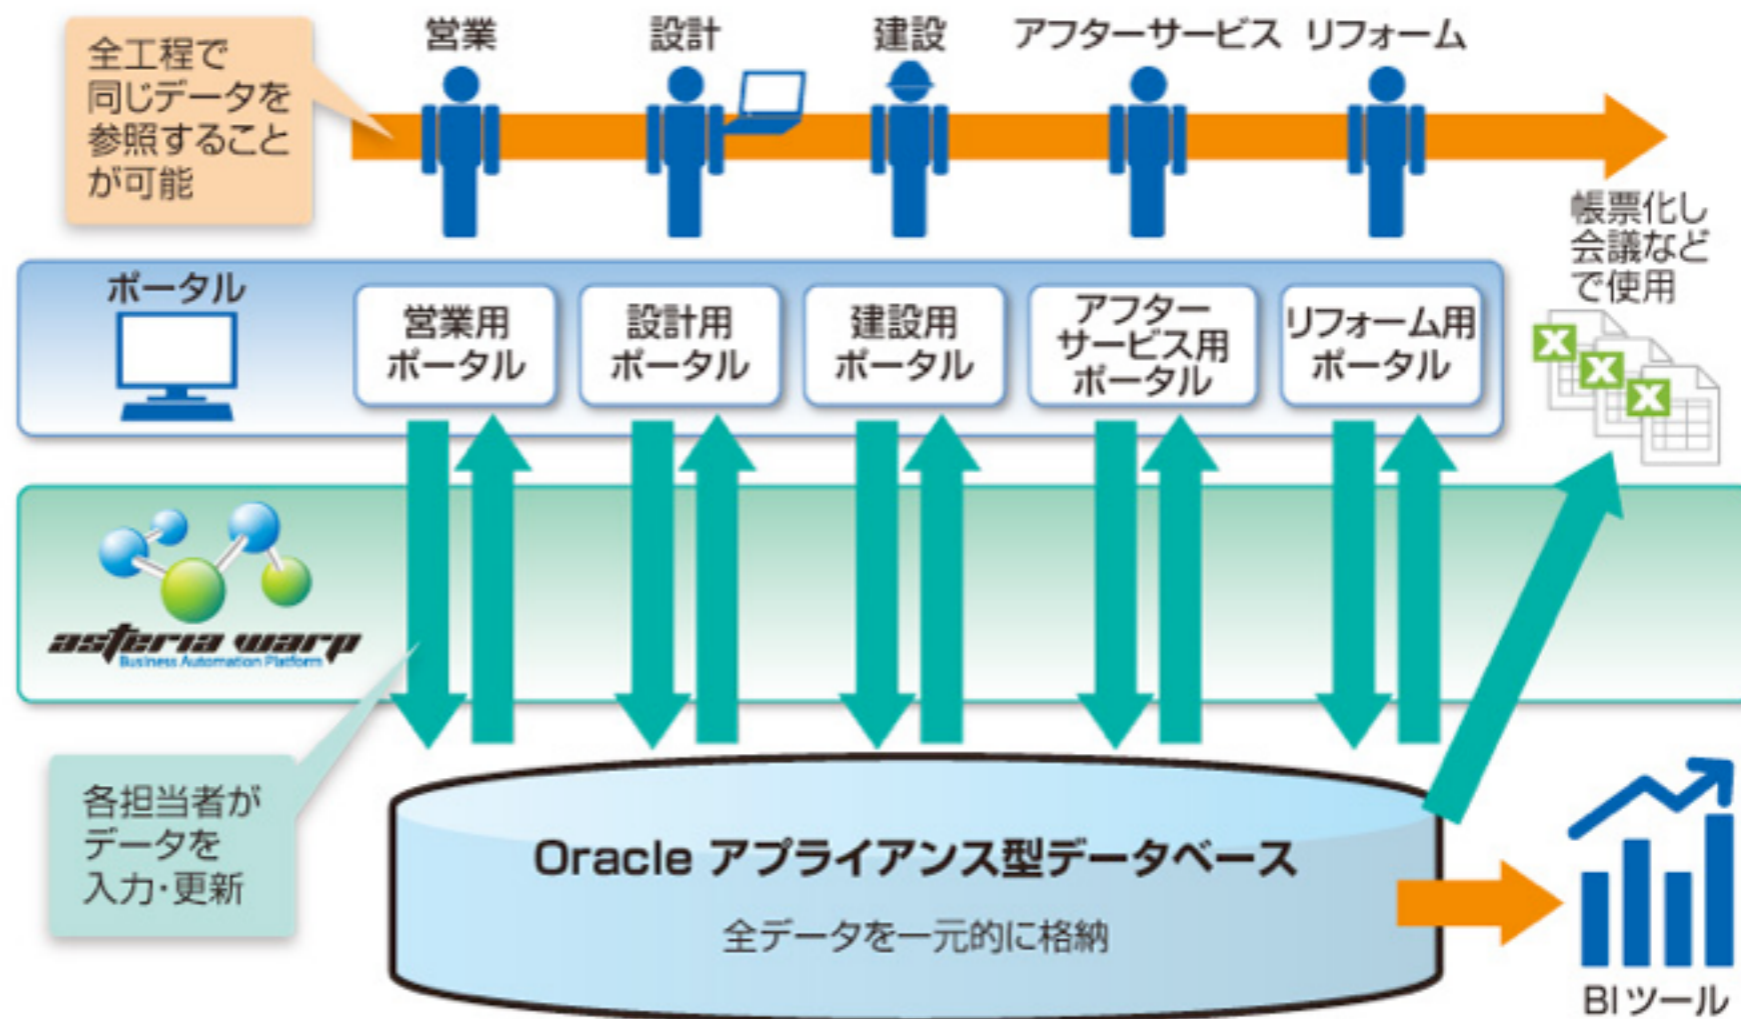 営業
設計
建設
アフターサービス
リフォーム
全工程で
同じデータを
参照すること
が可能
帳票化し
会議など
で使用
ポータル
営業用
ポータル
設計用
ポータル
建設用
ポータル
アフター
サービス用
ポータル
リフォーム用
ポータル
X
X
X
asteria warp
Business Automation Platform
各担当者が
データを
入力・更新
Oracle アプライアンス型データベース
全データを一元的に格納
BIツール